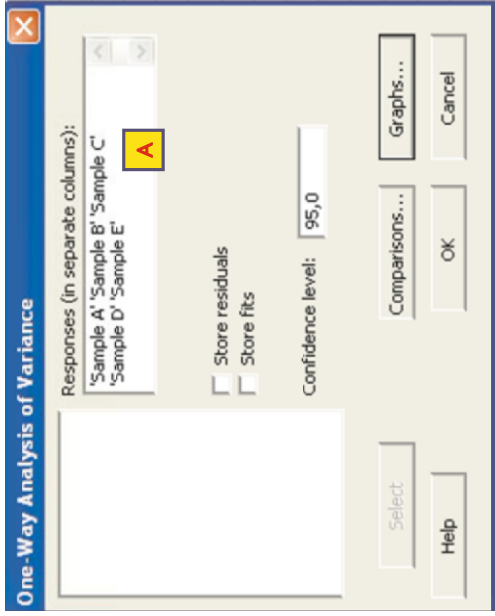 One-Way Analysis of Variance
Responses (in separate columns):
'Sample A' 'Sample B' 'Sample C'
'Sample D' 'Sample E'
A
Store residuals
Store fits
Confidence level: 95,0
Select
Comparisons...
Graphs...
Help
OK
Cancel